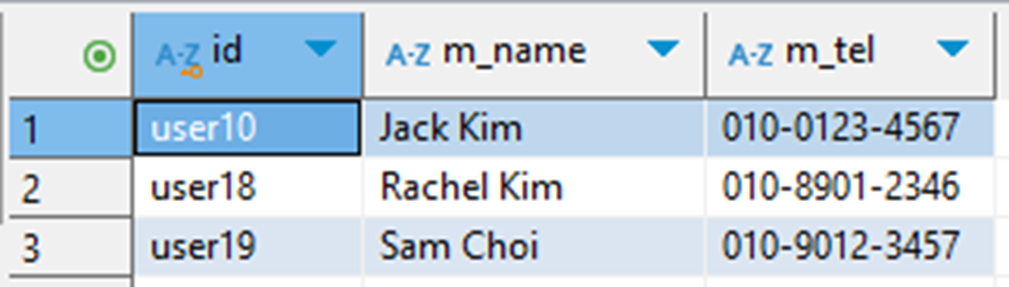 A-Z id A-Z m_name A-Z m_tel
1 user10 Jack Kim 010-0123-4567
2 user18 Rachel Kim 010-8901-2346
3 user19 Sam Choi 010-9012-3457